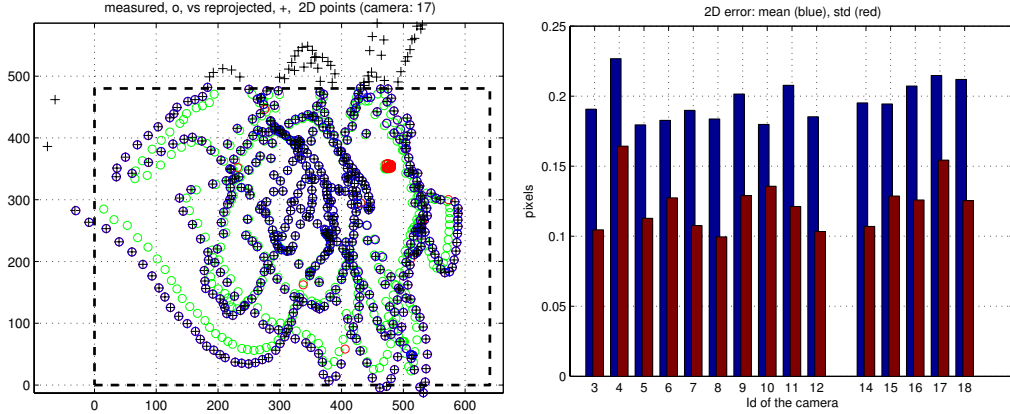 measured, o, vs reprojected, +, 2D points (camera: 17)
500
400
300
200
100
0
0 100 200 300 400 500 600
2D error: mean (blue), std (red)
0.25
0.2
0.15
0.1
0.05
0
pixels
3 4 5 6 7 8 9 10 11 12 14 15 16 17 18
Id of the camera